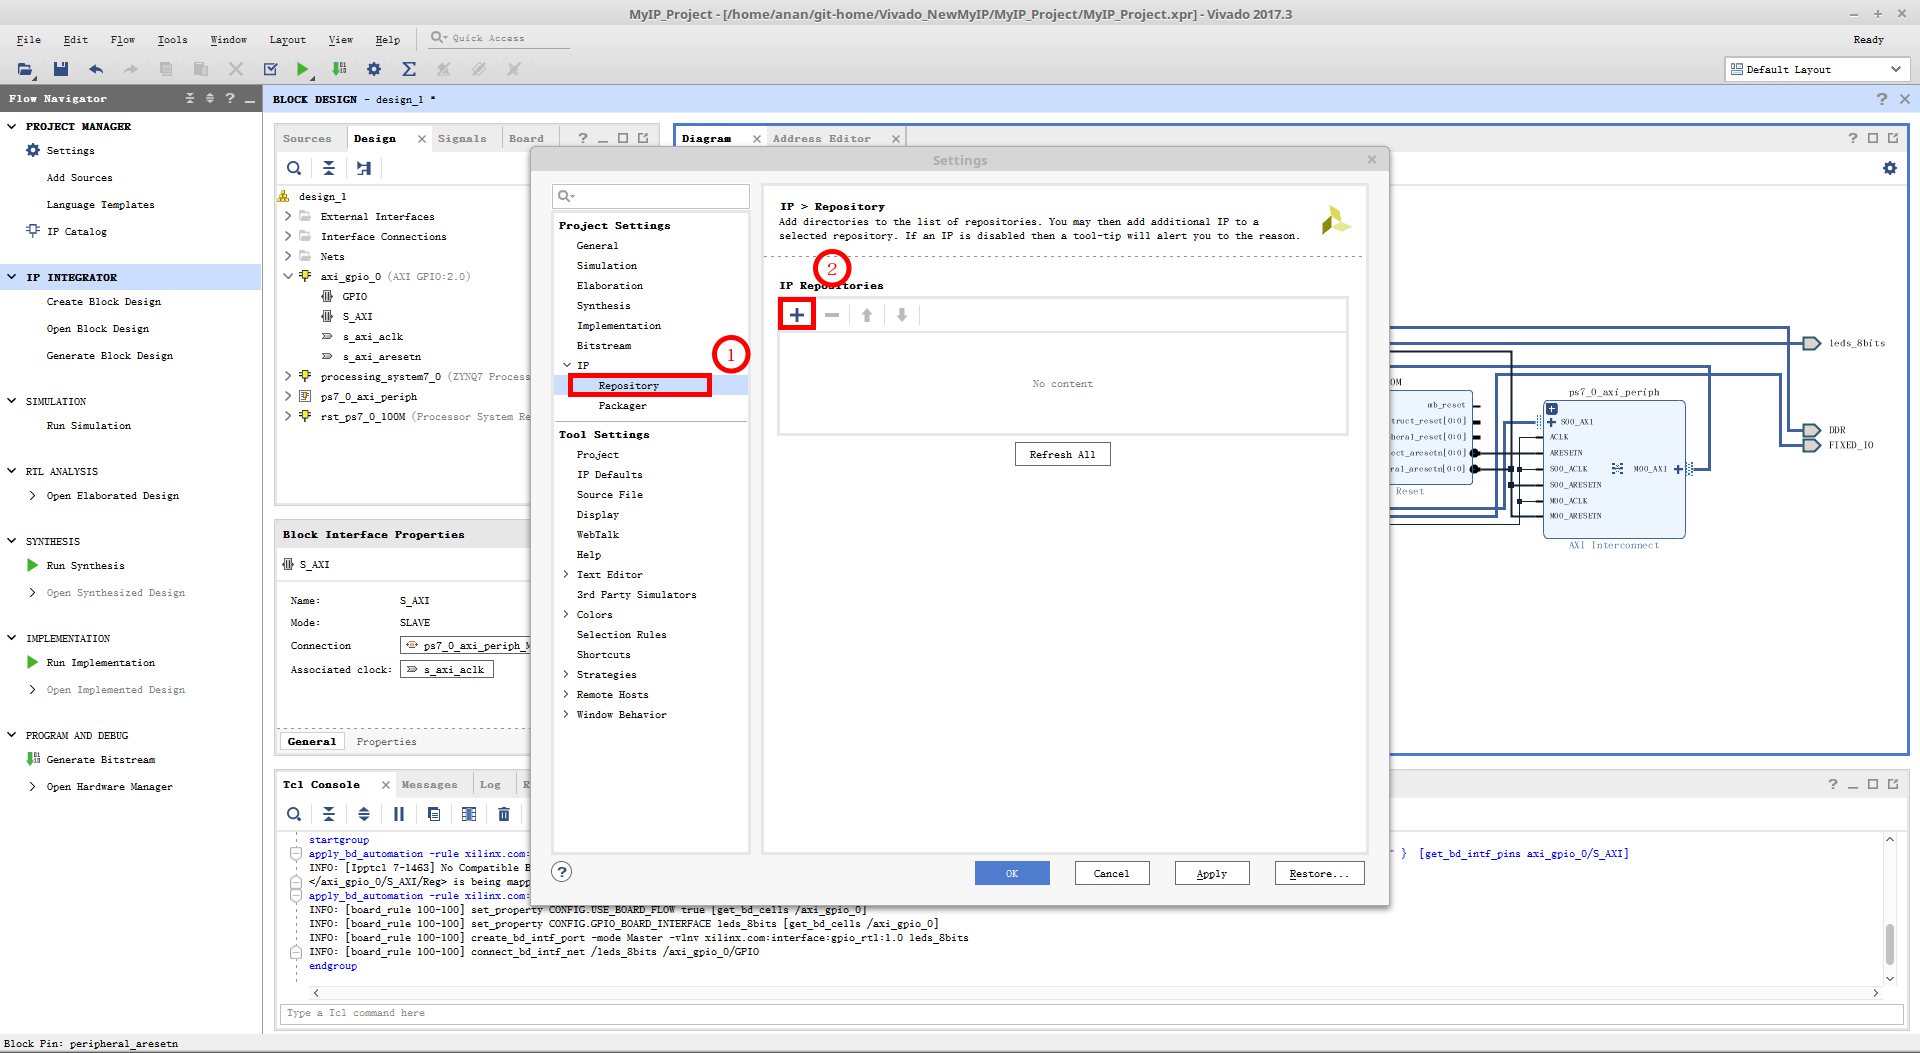 MyIP_Project - [/home/anan/git-home/Vivado_NewMyIP/MyIP_Project/MyIP_Project.xpr] - Vivado 2017.3
File Edit Flow Tools Window Layout View Help Quick Access
Ready
Default Layout
Flow Navigator
PROJECT MANAGER
Settings
Add Sources
Language Templates
IP Catalog
IP INTEGRATOR
Create Block Design
Open Block Design
Generate Block Design
SIMULATION
Run Simulation
RTL ANALYSIS
Open Elaborated Design
SYNTHESIS
Run Synthesis
Open Synthesized Design
IMPLEMENTATION
Run Implementation
Open Implemented Design
PROGRAM AND DEBUG
Generate Bitstream
Open Hardware Manager
BLOCK DESIGN - design_1 *
Sources Design Signals Board
design_1
External Interfaces
Interface Connections
Nets
axi_gpio_0 (AXI GPIO:2.0)
GPIO
S_AXI
s_axi_aclk
s_axi_aresetn
processing_system7_0 (ZYNQ7 Process
ps7_0_axi_periph
rst_ps7_0_100M (Processor System Re
Block Interface Properties
S_AXI
Name: S_AXI
Mode: SLAVE
Connection ps7_0_axi_periph_M
Associated clock: s_axi_aclk
General Properties
Diagram Address Editor
Settings
Project Settings
General
Simulation
Elaboration
Synthesis
Implementation
Bitstream
IP
Repository
Packager
Tool Settings
Project
IP Defaults
Source File
Display
WebTalk
Help
Text Editor
3rd Party Simulators
Colors
Selection Rules
Shortcuts
Strategies
Remote Hosts
Window Behavior
1
IP > Repository
Add directories to the list of repositories. You may then add additional IP to a
selected repository. If an IP is disabled then a tool-tip will alert you to the reason.
2
IP Repositories
No content
Refresh All
OK Cancel Apply Restore...
leds_8bits
DDR
FIXED_IO
0M
mb_reset
truct_reset[0:0]
heral_reset[0:0]
ect_aresetn[0:0]
ral_aresetn[0:0]
Reset
ps7_0_axi_periph
S00_AXI
ACLK
ARESETN
S00_ACLK
S00_ARESETN
M00_ACLK
M00_ARESETN
M00_AXI
AXI Interconnect
Tcl Console Messages Log R
startgroup
apply_bd_automation -rule xilinx.com: " } [get_bd_intf_pins axi_gpio_0/S_AXI]
INFO: [Ipptcl 7-1463] No Compatible B
</axi_gpio_0/S_AXI/Reg> is being mapp
apply_bd_automation -rule xilinx.com:
INFO: [board_rule 100-100] set_property CONFIG.USE_BOARD_FLOW true [get_bd_cells /axi_gpio_0]
INFO: [board_rule 100-100] set_property CONFIG.GPIO_BOARD_INTERFACE leds_8bits [get_bd_cells /axi_gpio_0]
INFO: [board_rule 100-100] create_bd_intf_port -mode Master -vlnv xilinx.com:interface:gpio_rtl:1.0 leds_8bits
INFO: [board_rule 100-100] connect_bd_intf_net /leds_8bits /axi_gpio_0/GPIO
endgroup
Type a Tcl command here
Block Pin: peripheral_aresetn